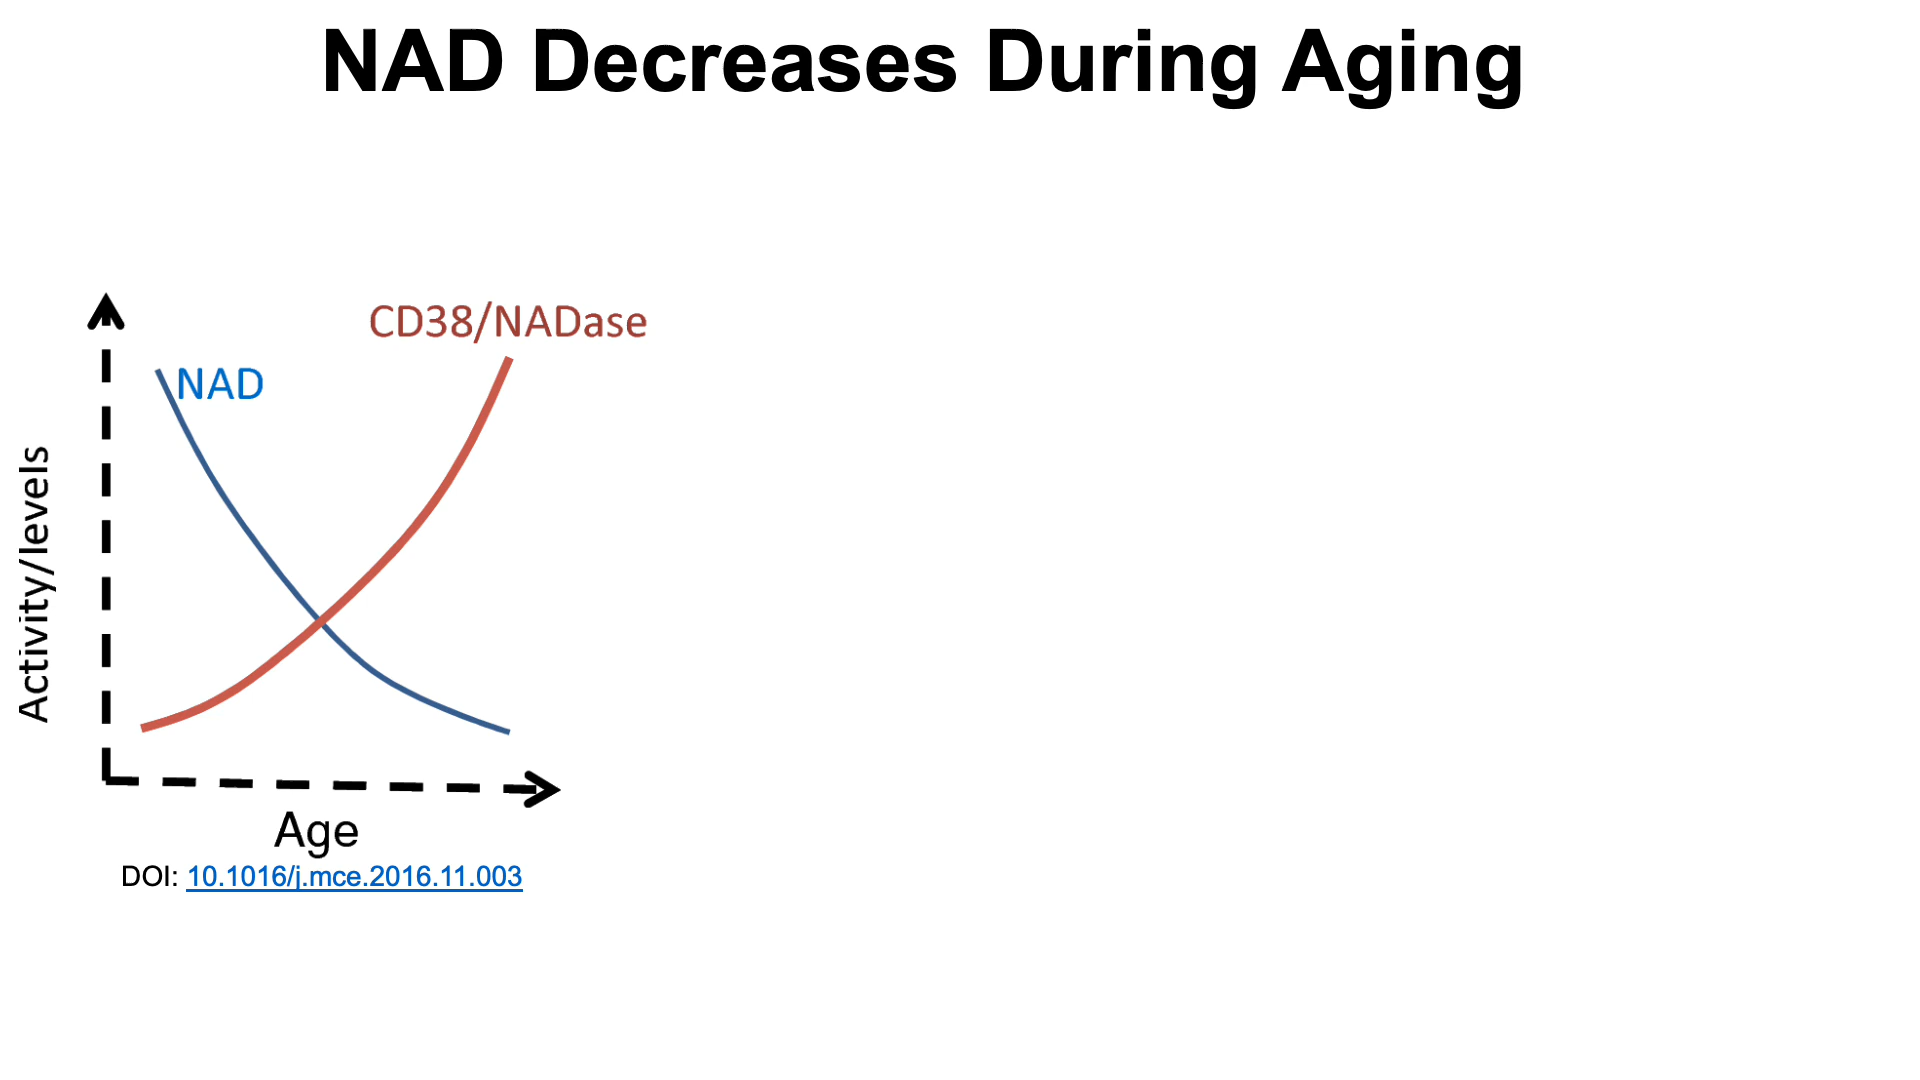 NAD Decreases During Aging
CD38/NADase
NAD
Activity/levels
Age
DOI: 10.1016/j.mce.2016.11.003